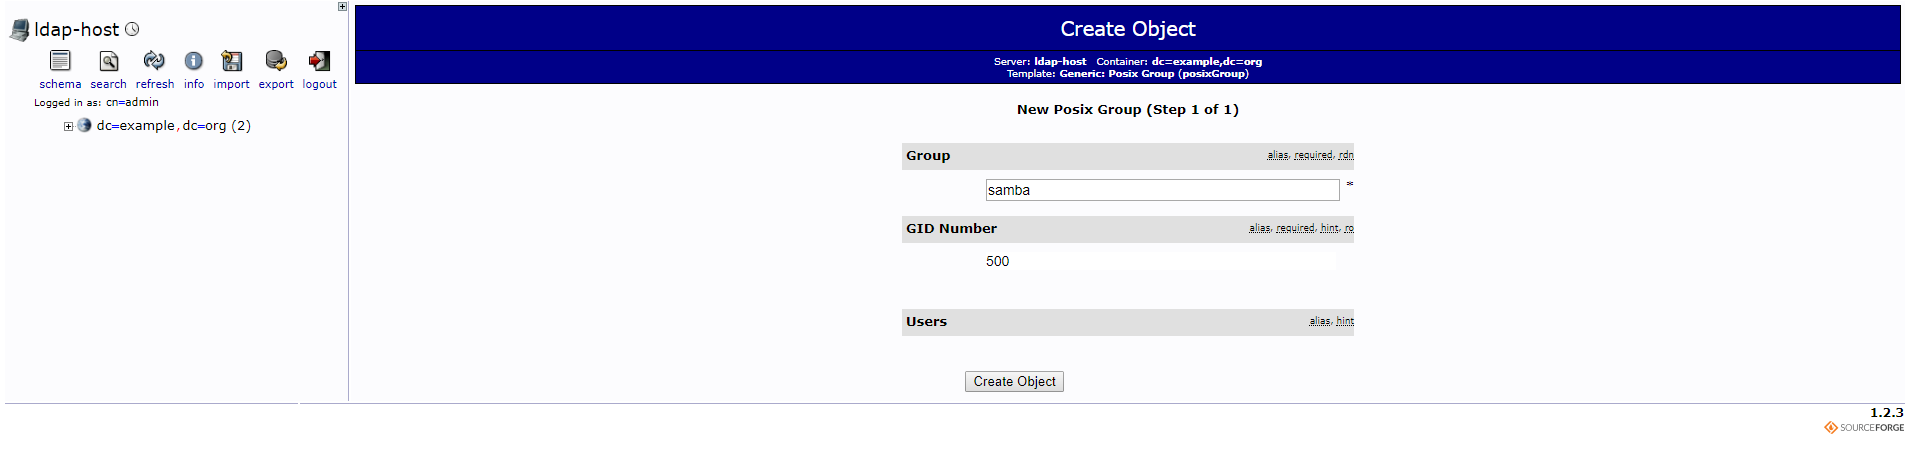 ldap-host
schema search refresh info import export logout
Logged in as: cn=admin
dc=example,dc=org (2)
Create Object
Server: ldap-host Container: dc=example,dc=org
Template: Generic: Posix Group (posixGroup)
New Posix Group (Step 1 of 1)
Group alias, required, rdn
samba *
GID Number alias, required, hint, ro
500
Users alias, hint
Create Object
1.2.3
SOURCEFORGE